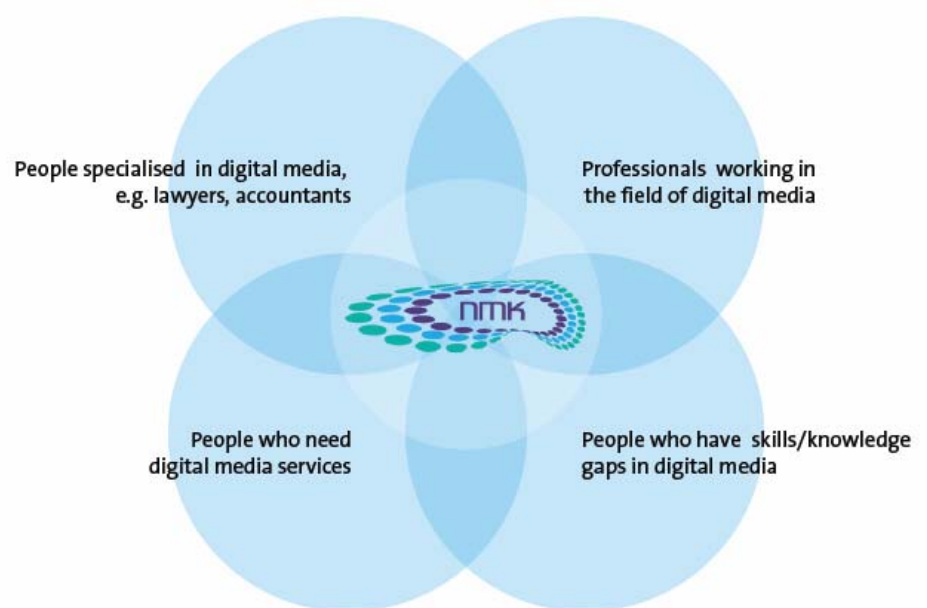 People specialised in digital media,
e.g. lawyers, accountants
Professionals working in
the field of digital media
nmk
People who need
digital media services
People who have skills/knowledge
gaps in digital media